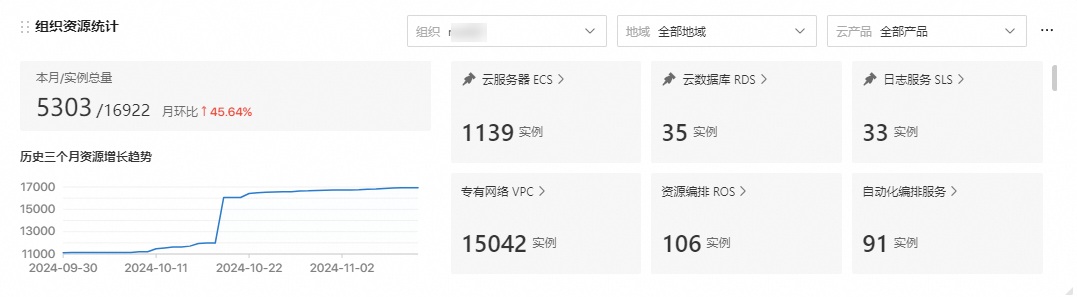 组织资源统计
组织
地域 全部地域
云产品 全部产品
本月/实例总量
5303 /16922 月环比↑45.64%
历史三个月资源增长趋势
17000
15000
13000
11000
2024-09-30 2024-10-11 2024-10-22 2024-11-02
云服务器 ECS
1139 实例
云数据库 RDS
35 实例
日志服务 SLS
33 实例
专有网络 VPC
15042 实例
资源编排 ROS
106 实例
自动化编排服务
91 实例